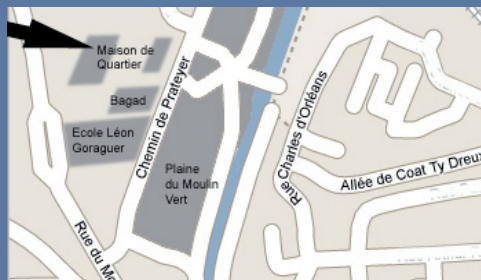 Maison de
Quartier
Bagad
Ecole Léon
Goraguer
Chemin de Prateyer
Plaine
du Moulin
Vert
Rue Charles d'Orléans
Allée de Coat Ty Dreux
Rue du Mo